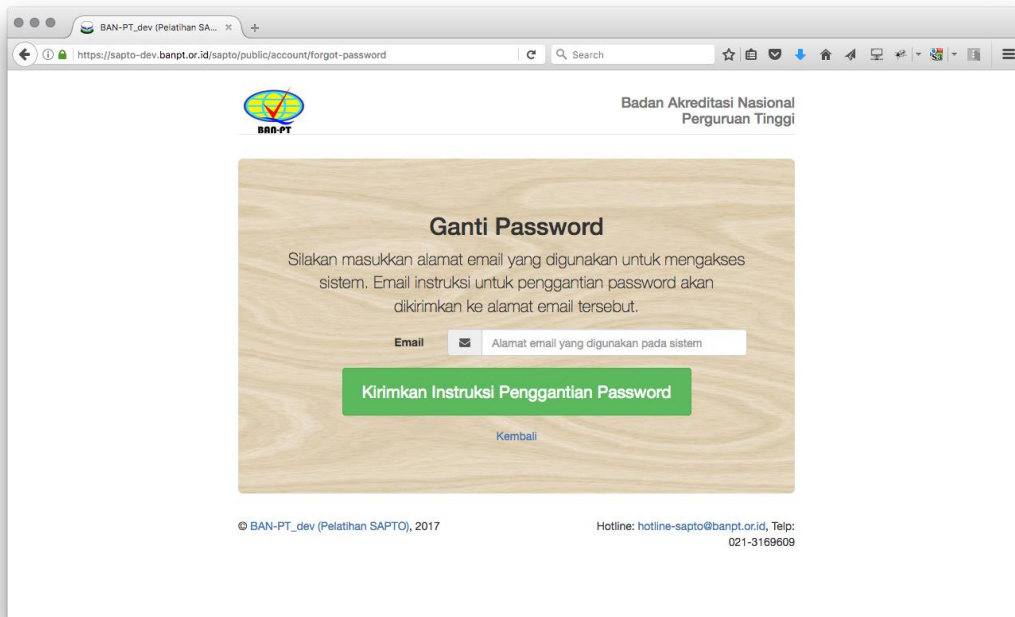 BAN-PT_dev (Pelatihan SA...
https://sapto-dev.banpt.or.id/sapto/public/account/forgot-password
Search
BAN-PT
Badan Akreditasi Nasional
Perguruan Tinggi
Ganti Password
Silakan masukkan alamat email yang digunakan untuk mengakses
sistem. Email instruksi untuk penggantian password akan
dikirimkan ke alamat email tersebut.
Email
Alamat email yang digunakan pada sistem
Kirimkan Instruksi Penggantian Password
Kembali
© BAN-PT_dev (Pelatihan SAPTO), 2017
Hotline: hotline-sapto@banpt.or.id, Telp:
021-3169609